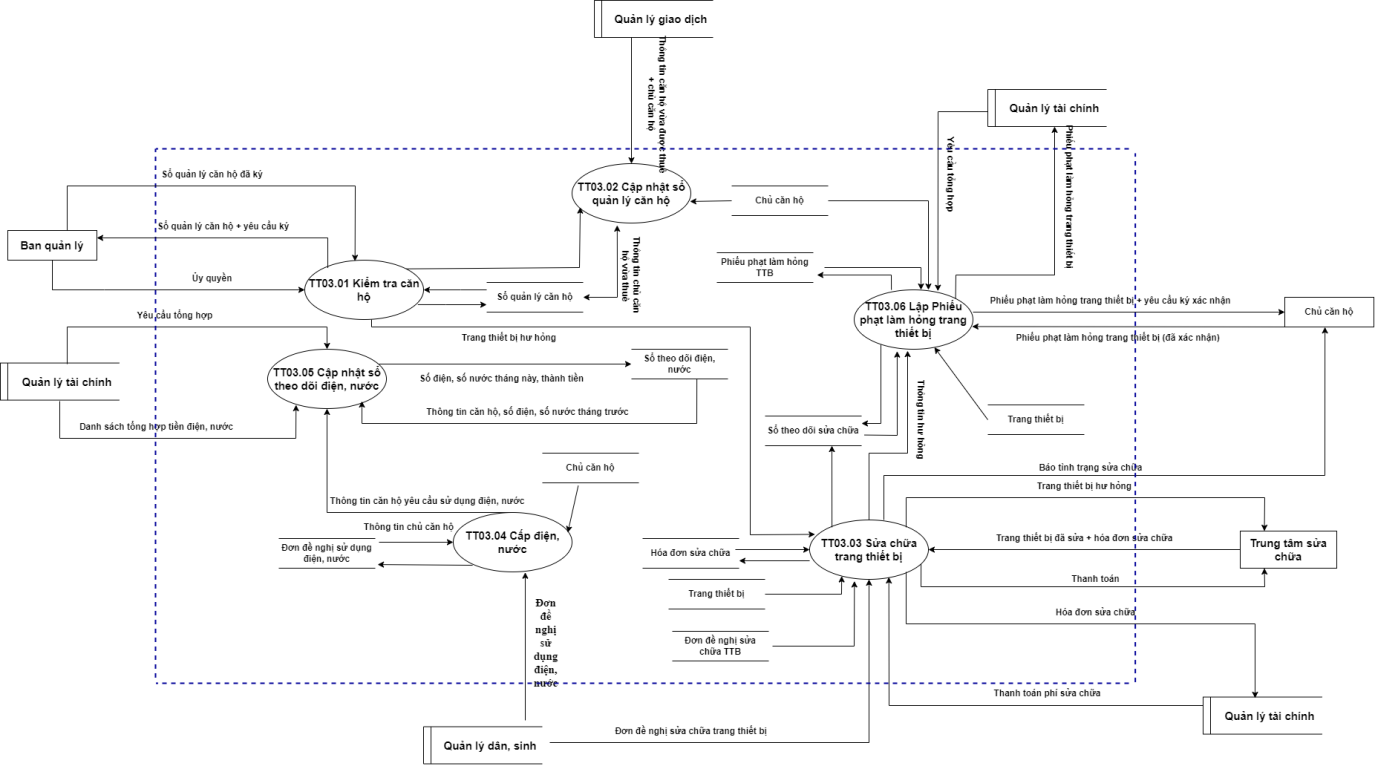 Quản lý giao dịch
Thông tin căn hộ vừa được thuê
+ chủ căn hộ
Quản lý tài chính
Yêu cầu tổng hợp
Phiếu phạt làm hỏng trang thiết bị
Sổ quản lý căn hộ đã ký
TT03.02 Cập nhật sổ
quản lý căn hộ
Chủ căn hộ
Ban quản lý
Sổ quản lý căn hộ + yêu cầu ký
Ủy quyền
TT03.01 Kiểm tra căn
hộ
Sổ quản lý căn hộ
Thông tin chủ căn
hộ vừa thuê
Phiếu phạt làm hỏng
TTB
TT03.06 Lập Phiếu
phạt làm hỏng trang
thiết bị
Phiếu phạt làm hỏng trang thiết bị + yêu cầu ký xác nhận
Chủ căn hộ
Phiếu phạt làm hỏng trang thiết bị (đã xác nhận)
Yêu cầu tổng hợp
Trang thiết bị hư hỏng
Quản lý tài chính
TT03.05 Cập nhật sổ
theo dõi điện, nước
Số điện, số nước tháng này, thành tiền
Sổ theo dõi điện,
nước
Thông tin căn hộ, số điện, số nước tháng trước
Danh sách tổng hợp tiền điện, nước
Sổ theo dõi sửa chữa
Thông tin hư hỏng
Trang thiết bị
Chủ căn hộ
Báo tình trạng sửa chữa
Trang thiết bị hư hỏng
Thông tin căn hộ yêu cầu sử dụng điện, nước
Thông tin chủ căn hộ
TT03.04 Cấp điện,
nước
Đơn đề nghị sử dụng
điện, nước
Hóa đơn sửa chữa
TT03.03 Sửa chữa
trang thiết bị
Trang thiết bị đã sửa + hóa đơn sửa chữa
Trung tâm sửa
chữa
Thanh toán
Trang thiết bị
Hóa đơn sửa chữa
Đơn
đề
nghị
sử
dụng
điện,
nước
Đơn đề nghị sửa
chữa TTB
Thanh toán phí sửa chữa
Quản lý tài chính
Đơn đề nghị sửa chữa trang thiết bị
Quản lý dân, sinh